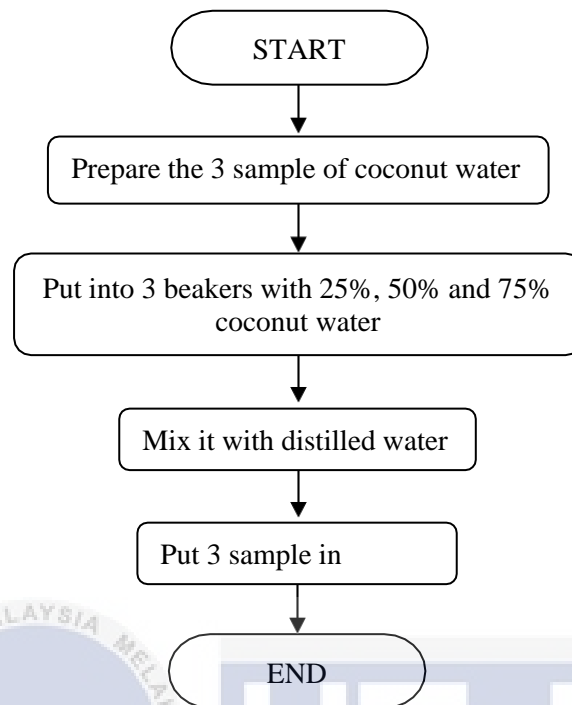 START
Prepare the 3 sample of coconut water
Put into 3 beakers with 25%, 50% and 75%
coconut water
Mix it with distilled water
Put 3 sample in
LAYSIA
END